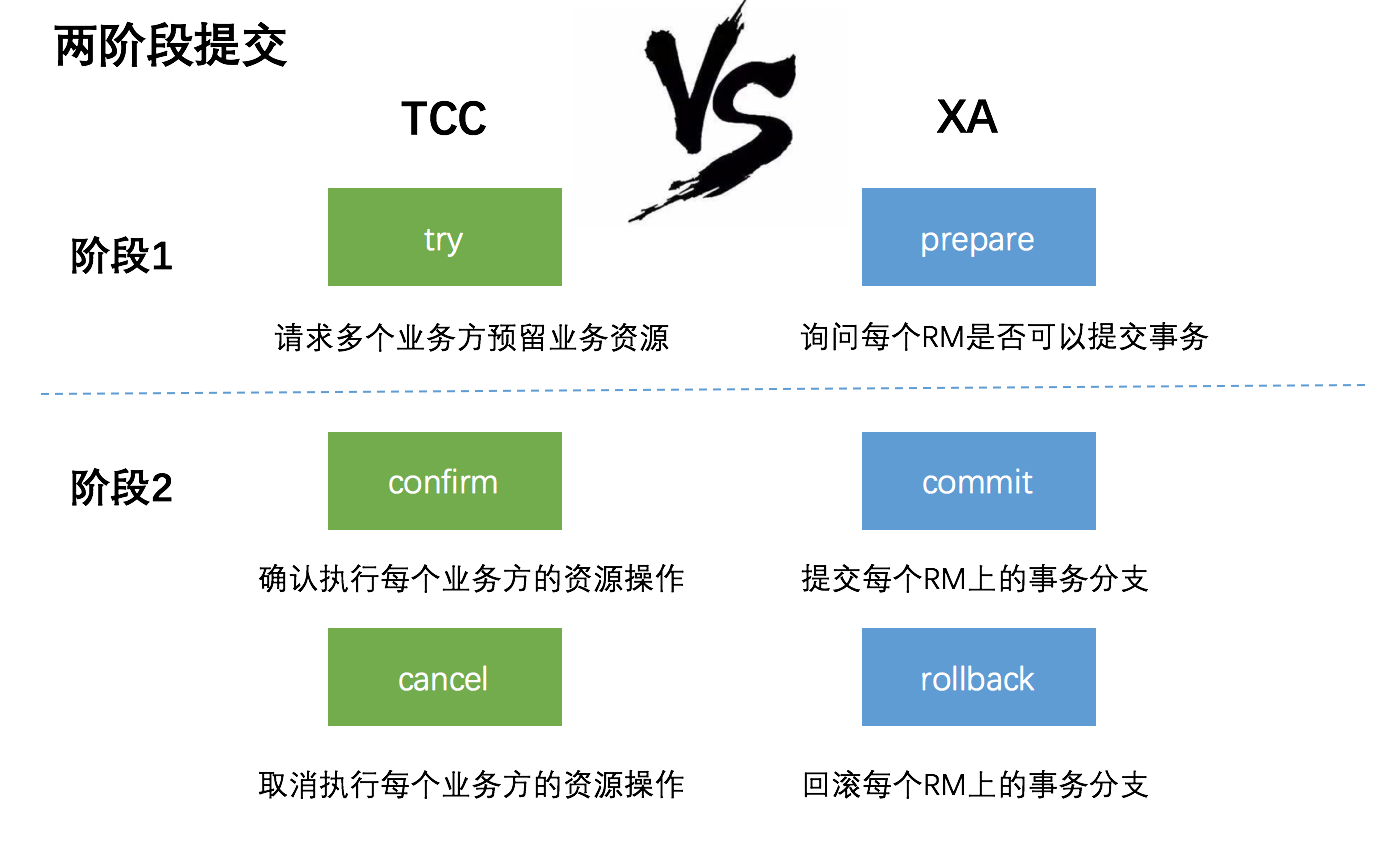 两阶段提交
VS
TCC
XA
阶段1
try
prepare
请求多个业务方预留业务资源
询问每个RM是否可以提交事务
阶段2
confirm
commit
确认执行每个业务方的资源操作
提交每个RM上的事务分支
cancel
rollback
取消执行每个业务方的资源操作
回滚每个RM上的事务分支